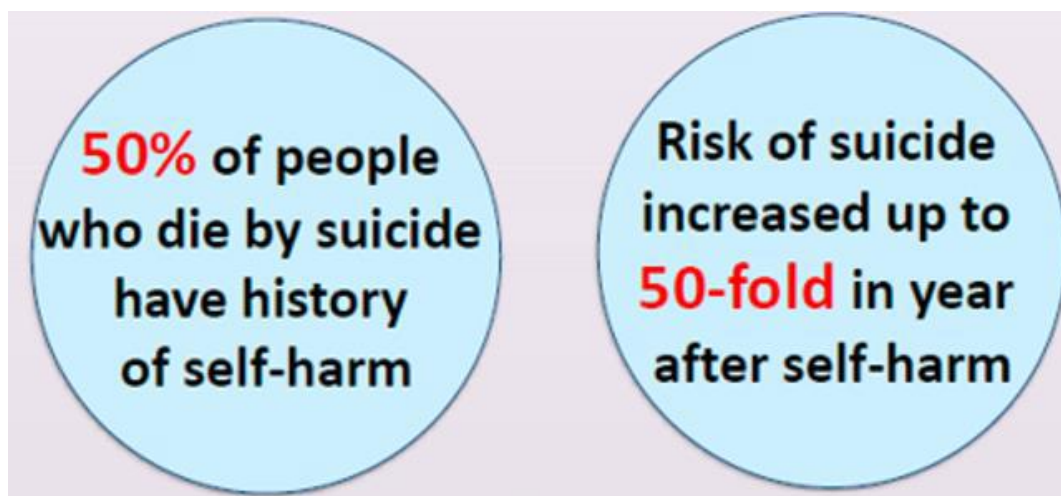 50% of people
who die by suicide
have history
of self-harm
Risk of suicide
increased up to
50-fold in year
after self-harm